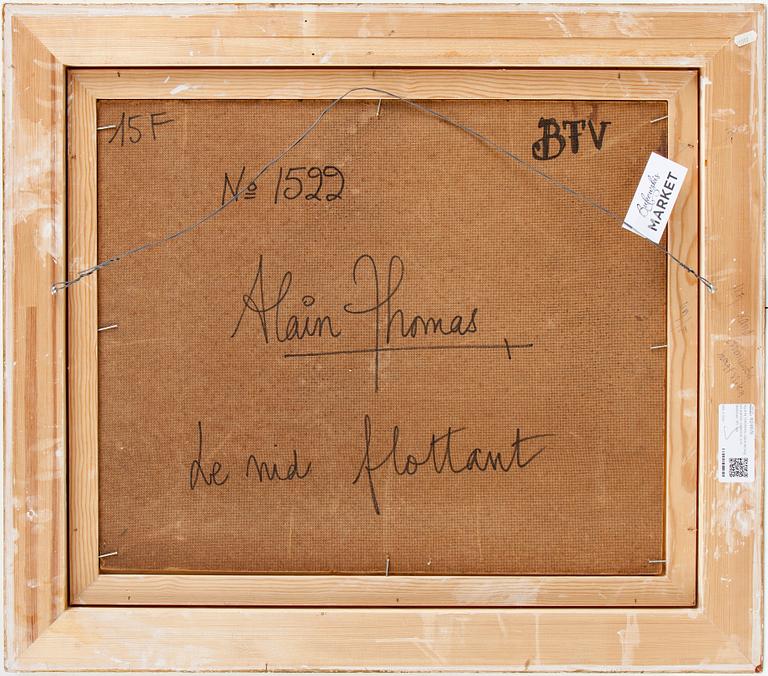 15F
BTV
№ 1522
Bukowskis
MARKET
Alain Thomas
Le nid flottant